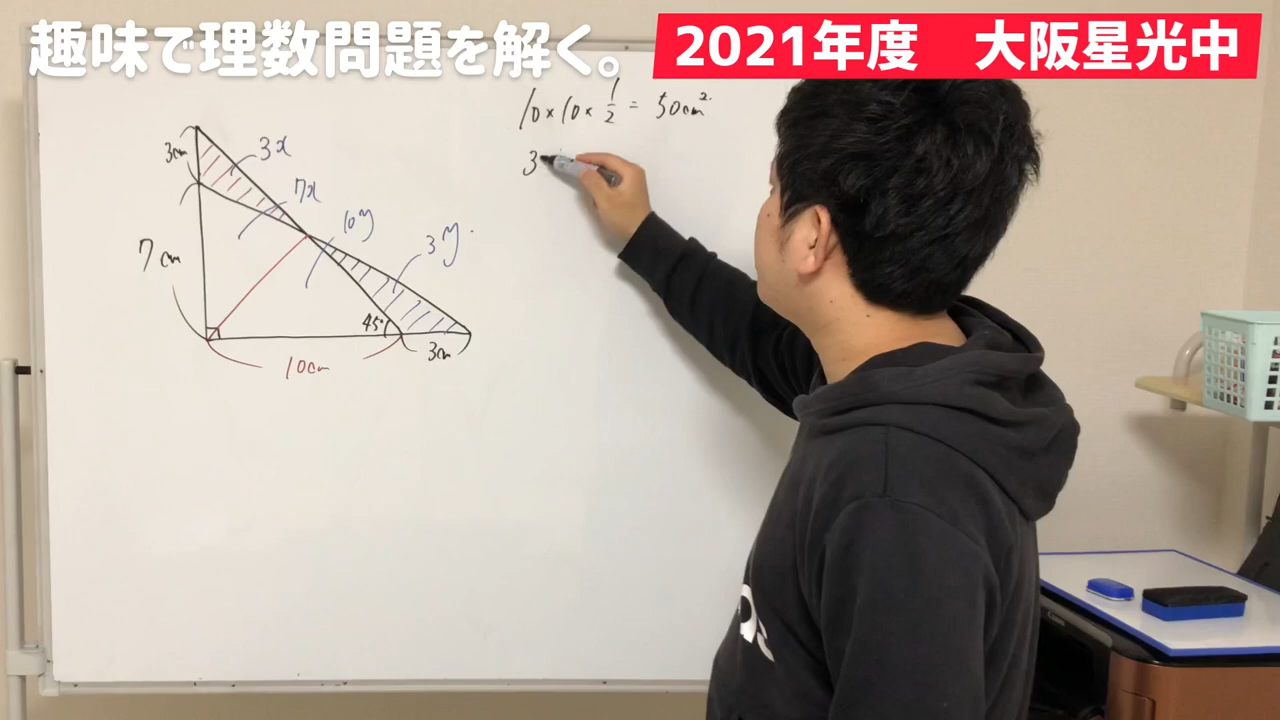 趣味で理数問題を解く。
2021年度 大阪星光中
10×10×1/2=50cm²
3
3cm
3x
7x
10y
3y
7cm
45°
10cm
3cm